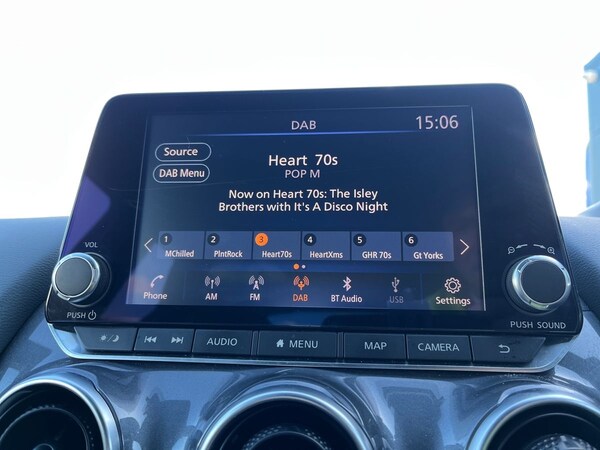 DAB
15:06
Source
Heart 70s
POP M
DAB Menu
Now on Heart 70s: The Isley
Brothers with It's A Disco Night
1 2 3 4 5 6
MChilled PlntRock Heart70s HeartXms GHR 70s Gt Yorks
Phone AM FM DAB BT Audio USB Settings
VOL
PUSH
PUSH SOUND
AUDIO MENU MAP CAMERA